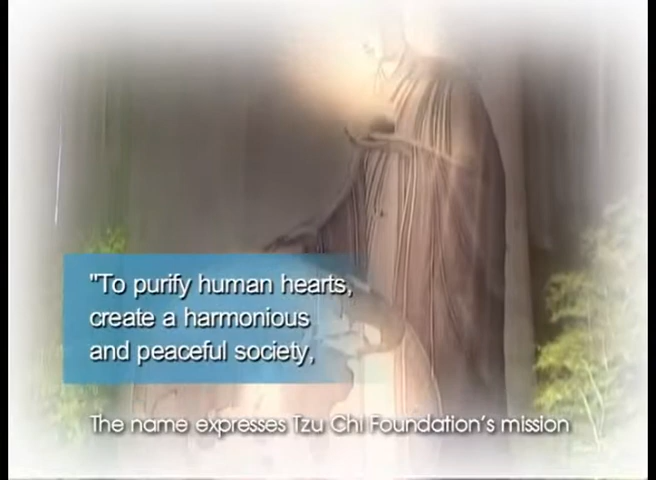 "To purify human hearts,
create a harmonious
and peaceful society,
The name expresses Tzu Chi Foundation's mission